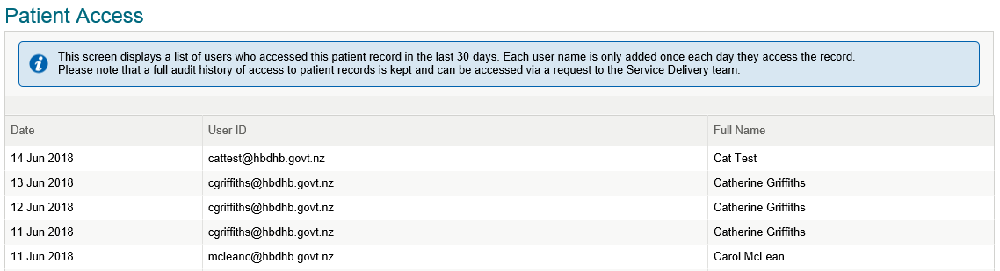 Patient Access
This screen displays a list of users who accessed this patient record in the last 30 days. Each user name is only added once each day they access the record.
Please note that a full audit history of access to patient records is kept and can be accessed via a request to the Service Delivery team.
Date User ID Full Name
14 Jun 2018 cattest@hbdhb.govt.nz Cat Test
13 Jun 2018 cgriffiths@hbdhb.govt.nz Catherine Griffiths
12 Jun 2018 cgriffiths@hbdhb.govt.nz Catherine Griffiths
11 Jun 2018 cgriffiths@hbdhb.govt.nz Catherine Griffiths
11 Jun 2018 mcleanc@hbdhb.govt.nz Carol McLean